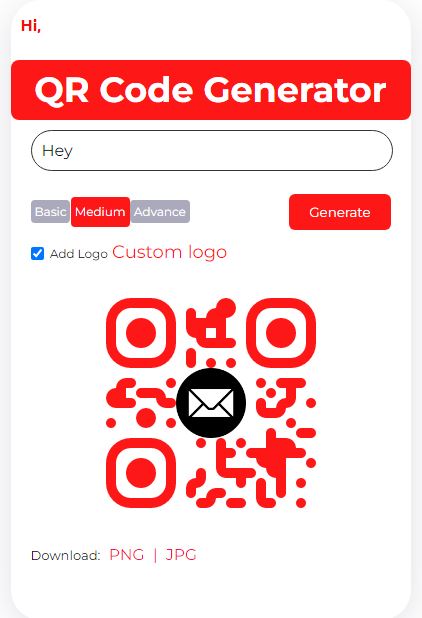 Hi,
QR Code Generator
Hey
Basic Medium Advance Generate
Add Logo Custom logo
Download: PNG | JPG